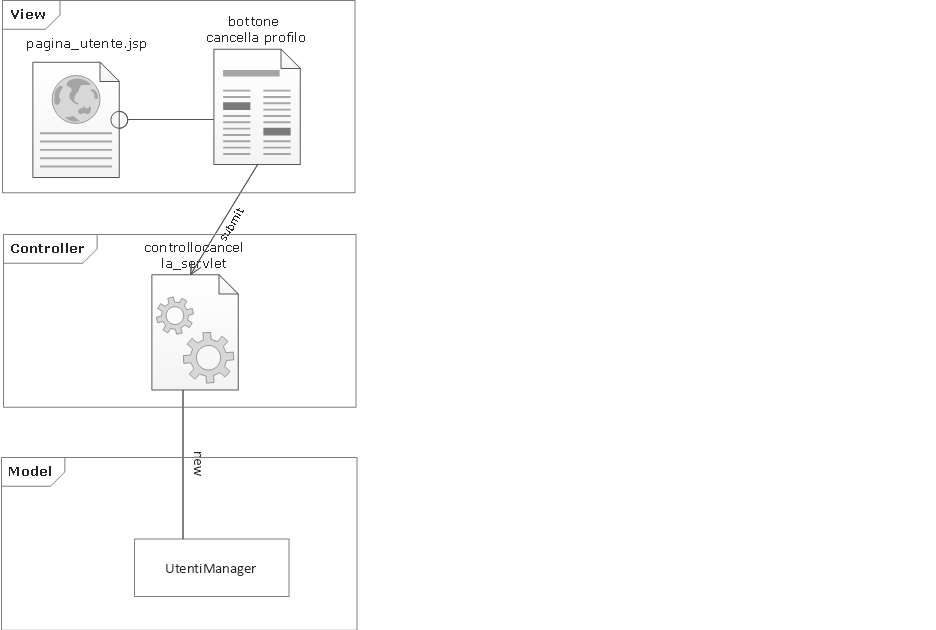 View
pagina_utente.jsp
bottone
cancella profilo
submit
Controller
controllocancel
la_servlet
new
Model
UtentiManager